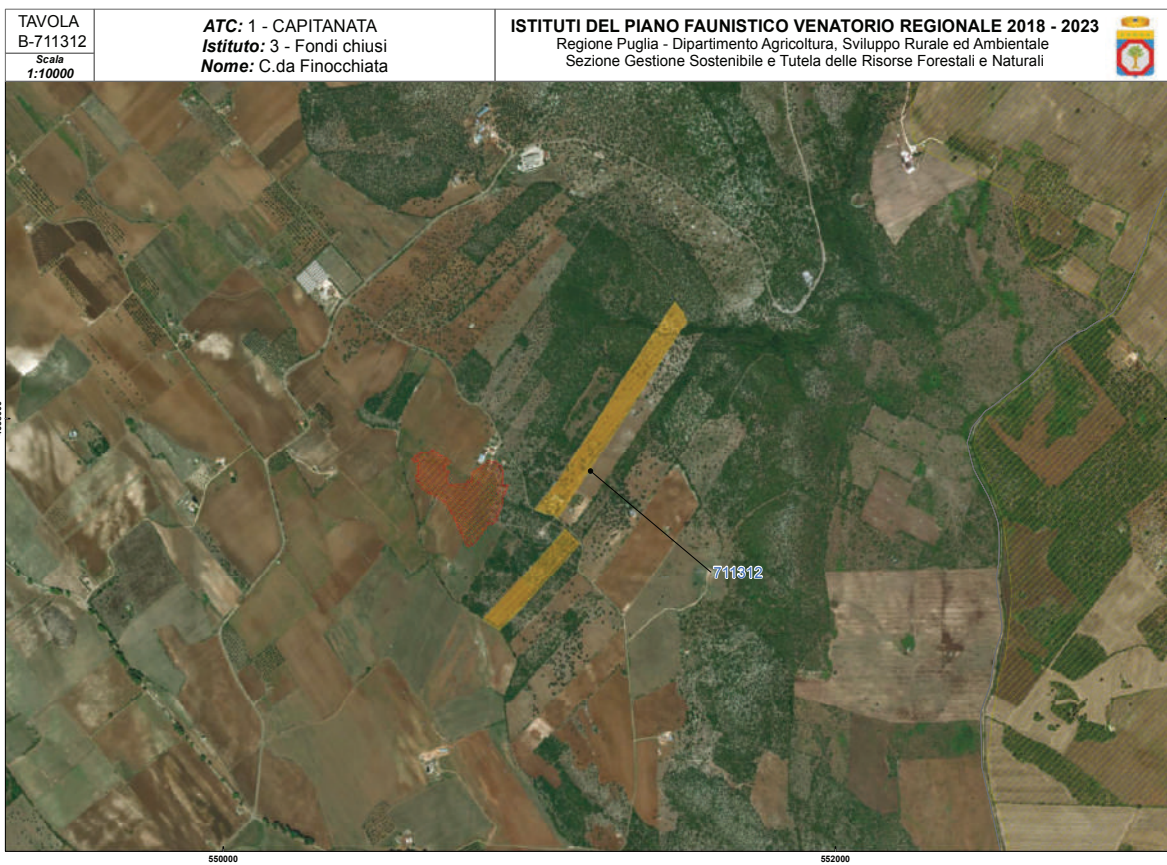 TAVOLA
B-711312
Scala
1:10000
ATC: 1 - CAPITANATA
Istituto: 3 - Fondi chiusi
Nome: C.da Finocchiata
ISTITUTI DEL PIANO FAUNISTICO VENATORIO REGIONALE 2018 - 2023
Regione Puglia - Dipartimento Agricoltura, Sviluppo Rurale ed Ambientale
Sezione Gestione Sostenibile e Tutela delle Risorse Forestali e Naturali
711312
550000
552000